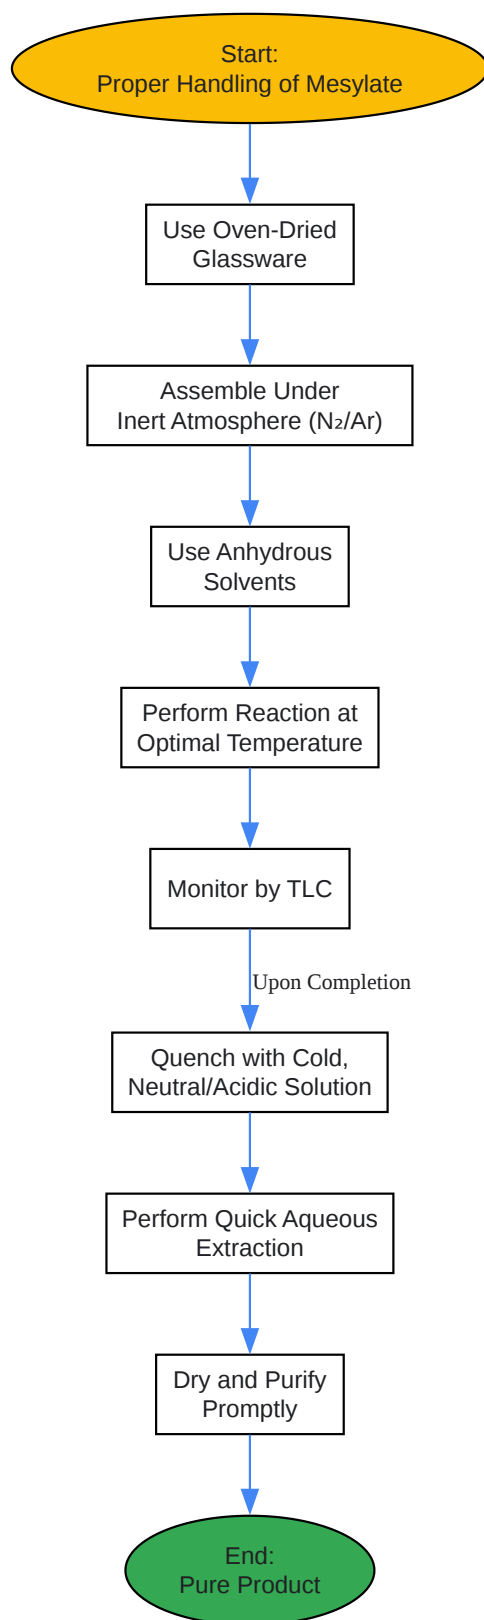 Start:
Proper Handling of Mesylate
Use Oven-Dried
Glassware
Assemble Under
Inert Atmosphere (N₂/Ar)
Use Anhydrous
Solvents
Perform Reaction at
Optimal Temperature
Monitor by TLC
Upon Completion
Quench with Cold,
Neutral/Acidic Solution
Perform Quick Aqueous
Extraction
Dry and Purify
Promptly
End:
Pure Product